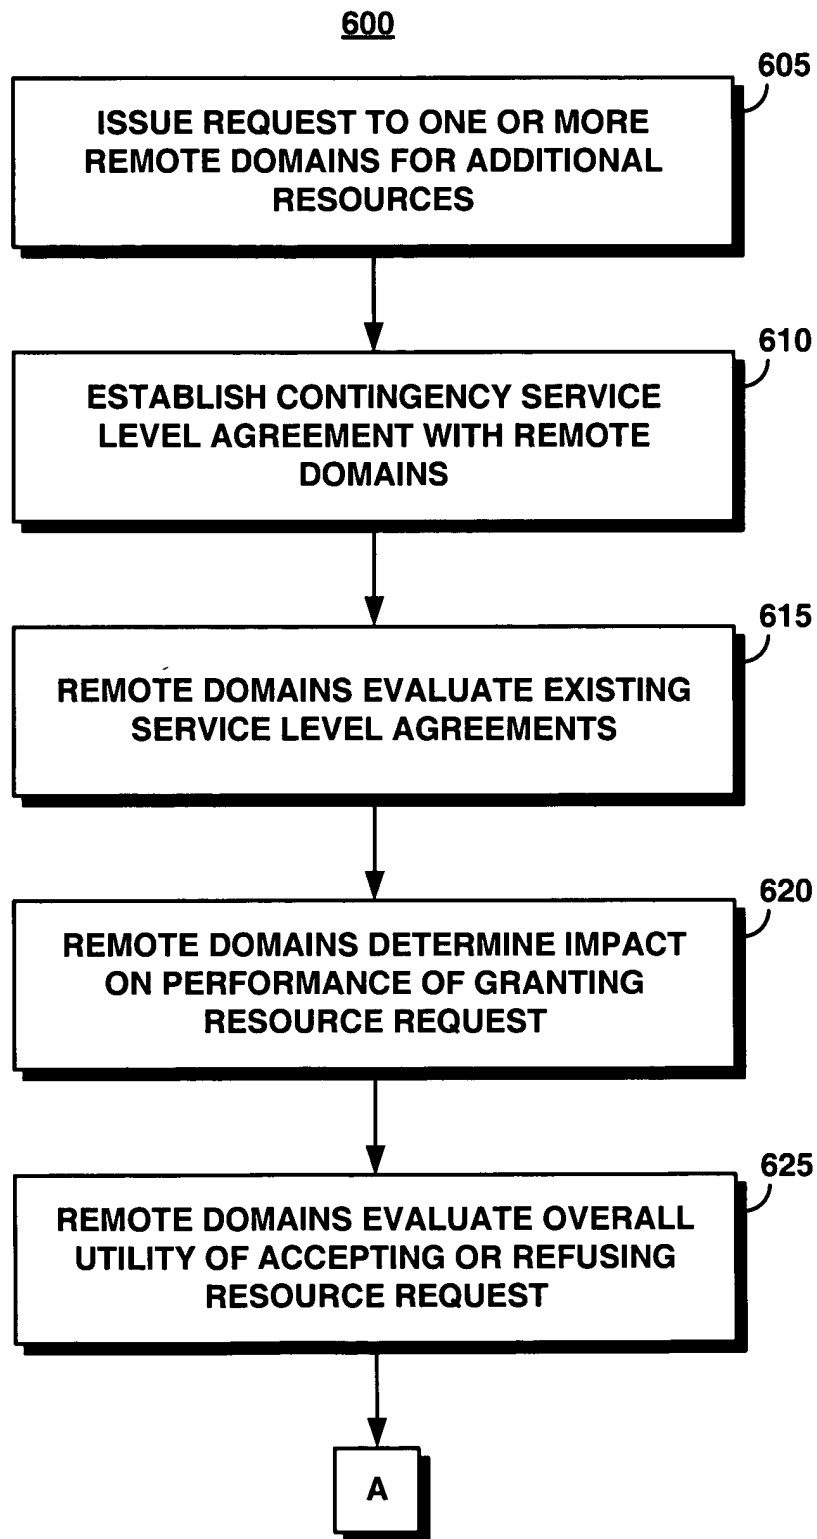 600
605
ISSUE REQUEST TO ONE OR MORE
REMOTE DOMAINS FOR ADDITIONAL
RESOURCES
610
ESTABLISH CONTINGENCY SERVICE
LEVEL AGREEMENT WITH REMOTE
DOMAINS
615
REMOTE DOMAINS EVALUATE EXISTING
SERVICE LEVEL AGREEMENTS
620
REMOTE DOMAINS DETERMINE IMPACT
ON PERFORMANCE OF GRANTING
RESOURCE REQUEST
625
REMOTE DOMAINS EVALUATE OVERALL
UTILITY OF ACCEPTING OR REFUSING
RESOURCE REQUEST
A